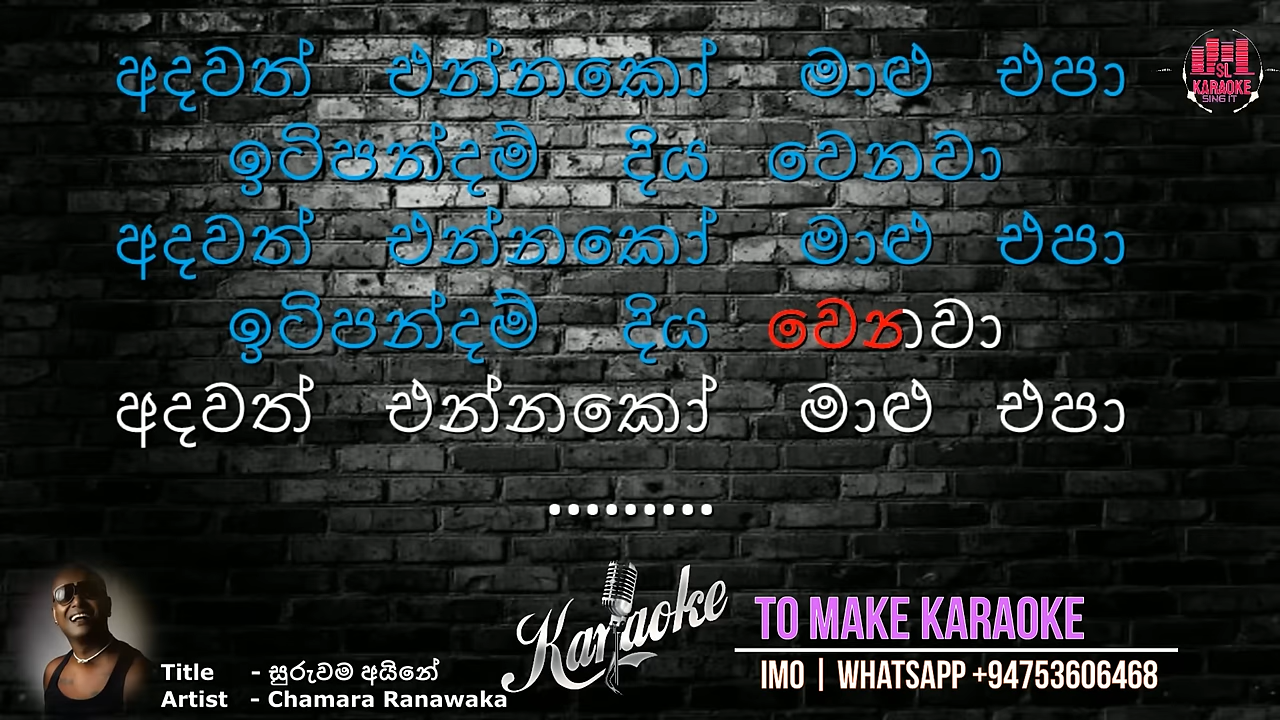 අදවත් එන්නකෝ මාළු එපා
SL
KARAOKE
SING IT
ඉටිපන්දම් දිය වෙනවා
අදවත් එන්නකෝ මාළු එපා
ඉටිපන්දම් දිය වෙනවා
අදවත් එන්නකෝ මාළු එපා
.........
Karaoke
TO MAKE KARAOKE
IMO | WHATSAPP +94753606468
Title - සුරුවම අයිනේ
Artist - Chamara Ranawaka